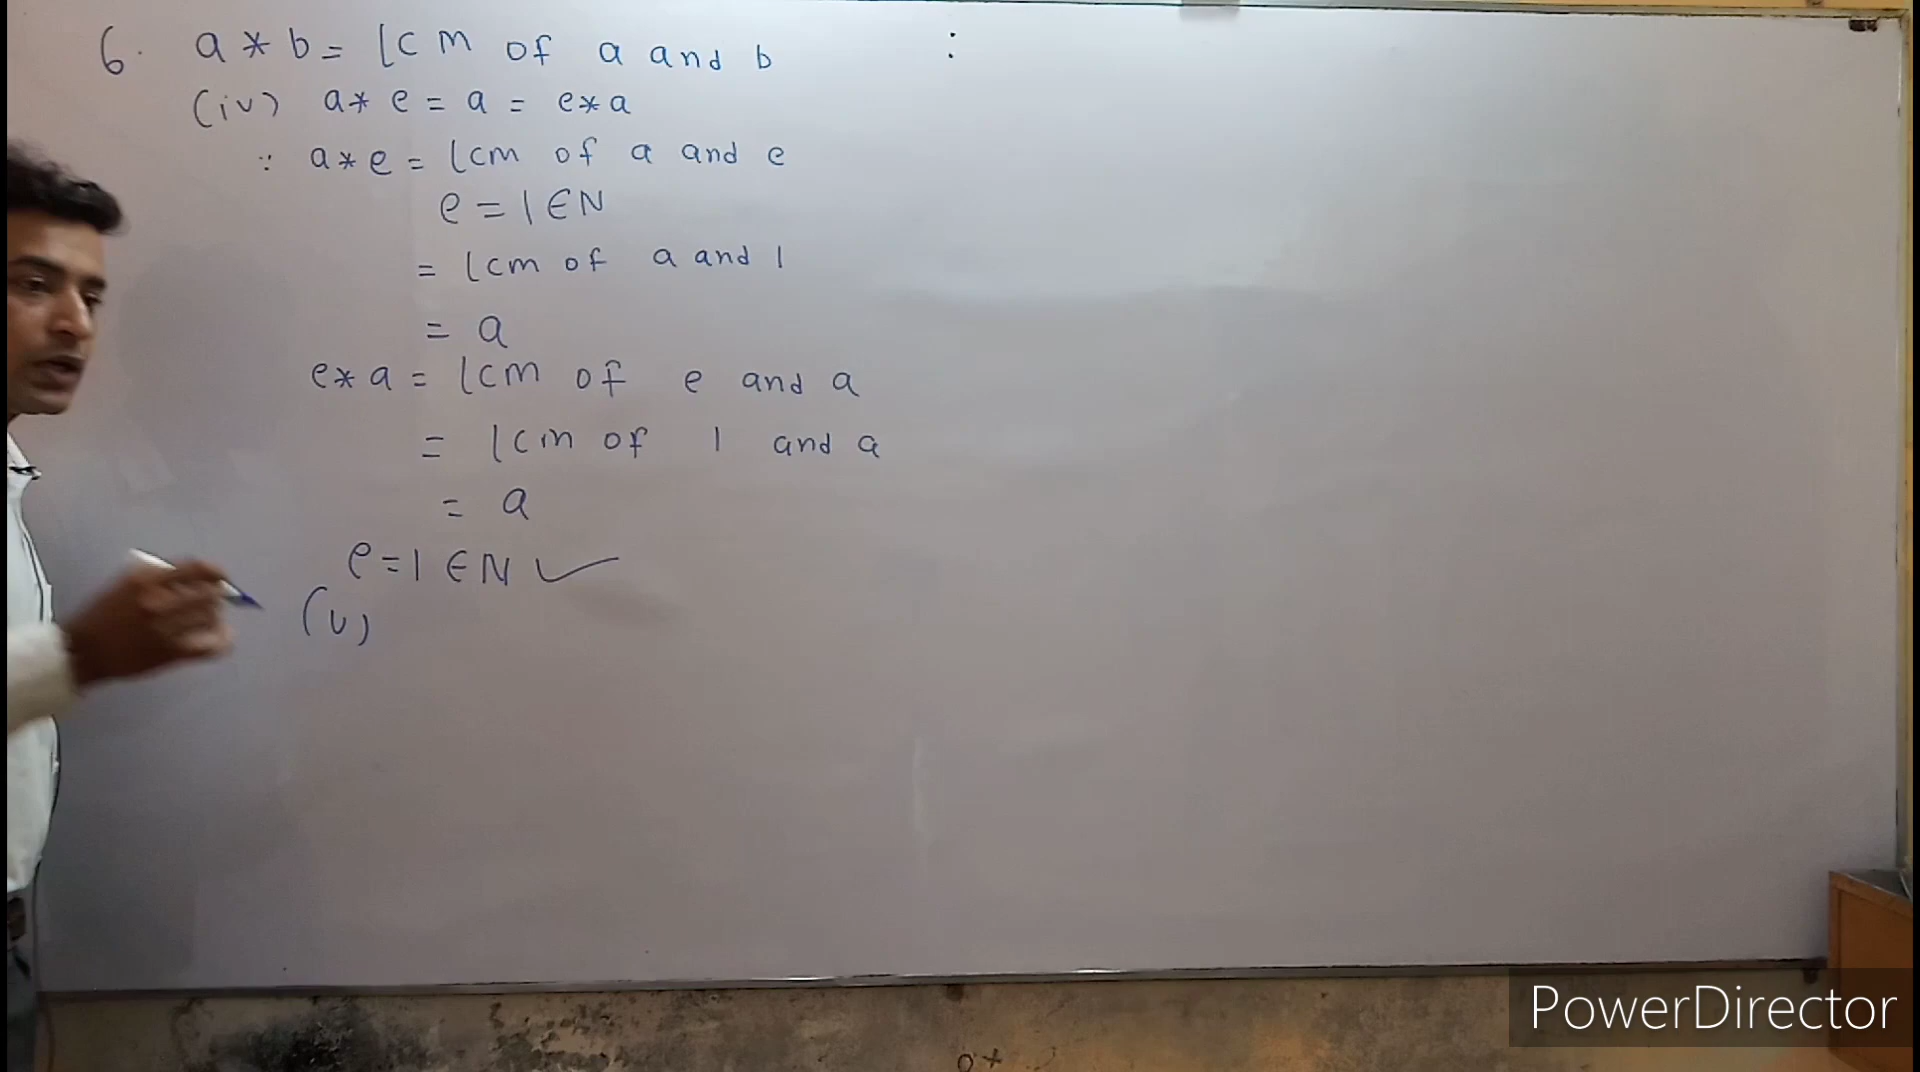 6. a * b = lcm of a and b :
(iv) a * e = a = e * a
∵ a * e = lcm of a and e
e = 1 ∈ N
= lcm of a and 1
= a
e * a = lcm of e and a
= lcm of 1 and a
= a
e = 1 ∈ N ✓
(v)
PowerDirector